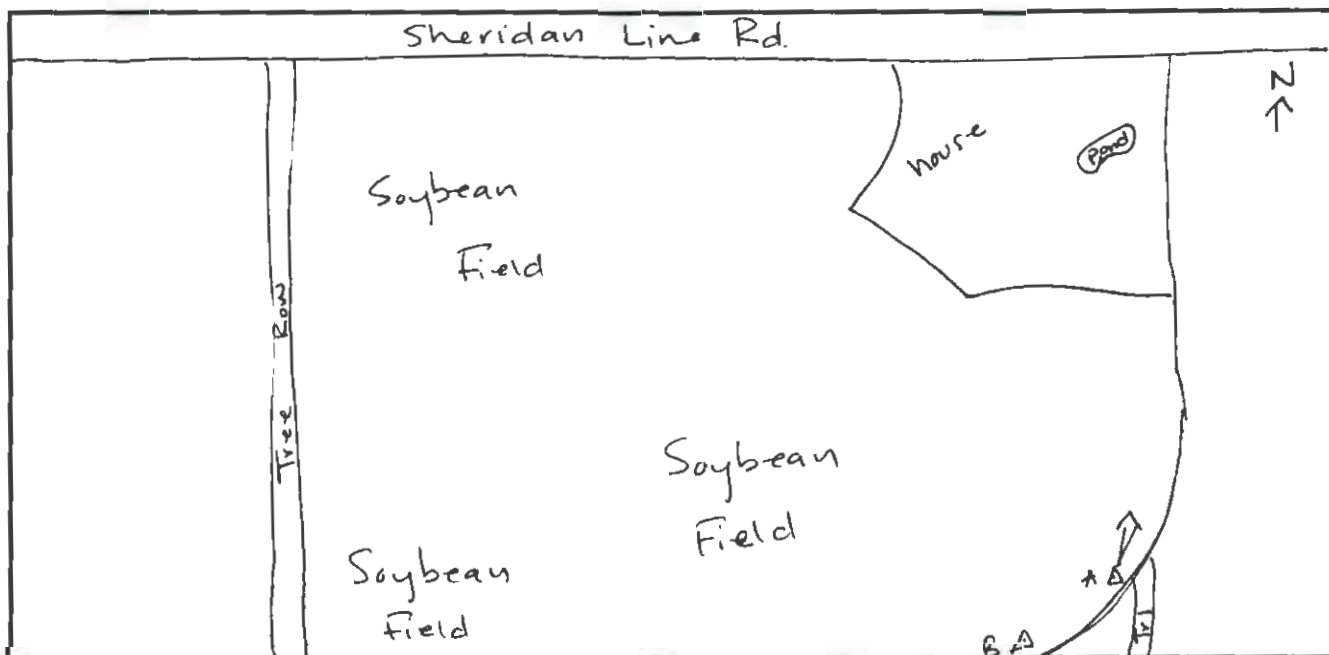 Sheridan Line Rd.
N
house
Pond
Soybean
Field
Tree Row
Soybean
Field
Soybean
Field
A
B